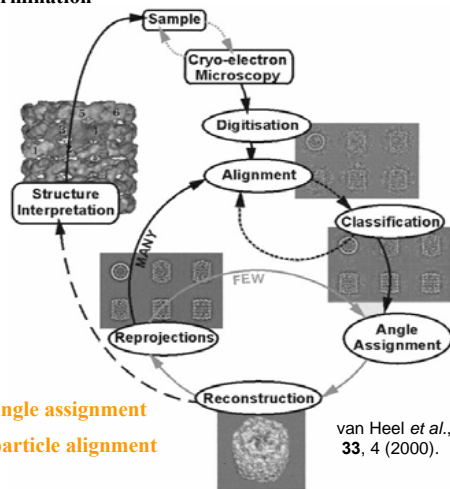 Sample
Cryo-electron
Microscopy
Digitisation
Alignment
Classification
Structure
Interpretation
MANY
FEW
Reprojections
Angle
Assignment
Reconstruction
ngle assignment
particle alignment
van Heel et al.,
33, 4 (2000).